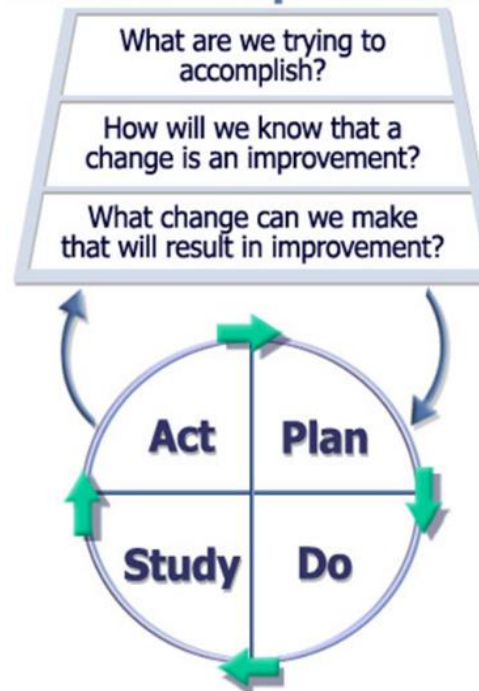 What are we trying to
accomplish?
How will we know that a
change is an improvement?
What change can we make
that will result in improvement?
Act Plan
Study Do